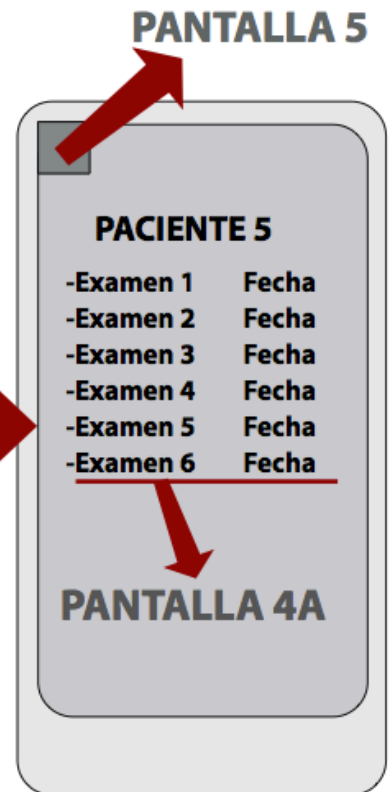 PANTALLA 5
PACIENTE 5
-Examen 1 Fecha
-Examen 2 Fecha
-Examen 3 Fecha
-Examen 4 Fecha
-Examen 5 Fecha
-Examen 6 Fecha
PANTALLA 4A